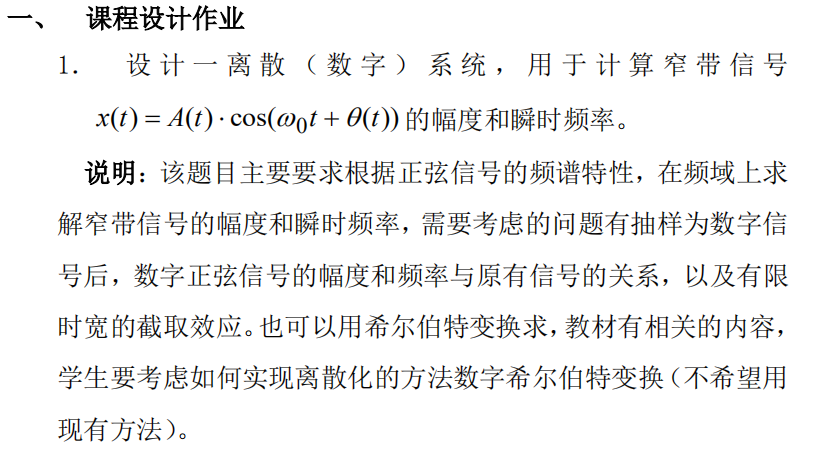 一、 课程设计作业
1. 设计一离散（数字）系统，用于计算窄带信号
x(t) = A(t) · cos(ω₀t + θ(t)) 的幅度和瞬时频率。
说明：该题目主要要求根据正弦信号的频谱特性，在频域上求
解窄带信号的幅度和瞬时频率，需要考虑的问题有抽样为数字信
号后，数字正弦信号的幅度和频率与原有信号的关系，以及有限
时宽的截取效应。也可以用希尔伯特变换求，教材有相关的内容，
学生要考虑如何实现离散化的方法数字希尔伯特变换（不希望用
现有方法）。